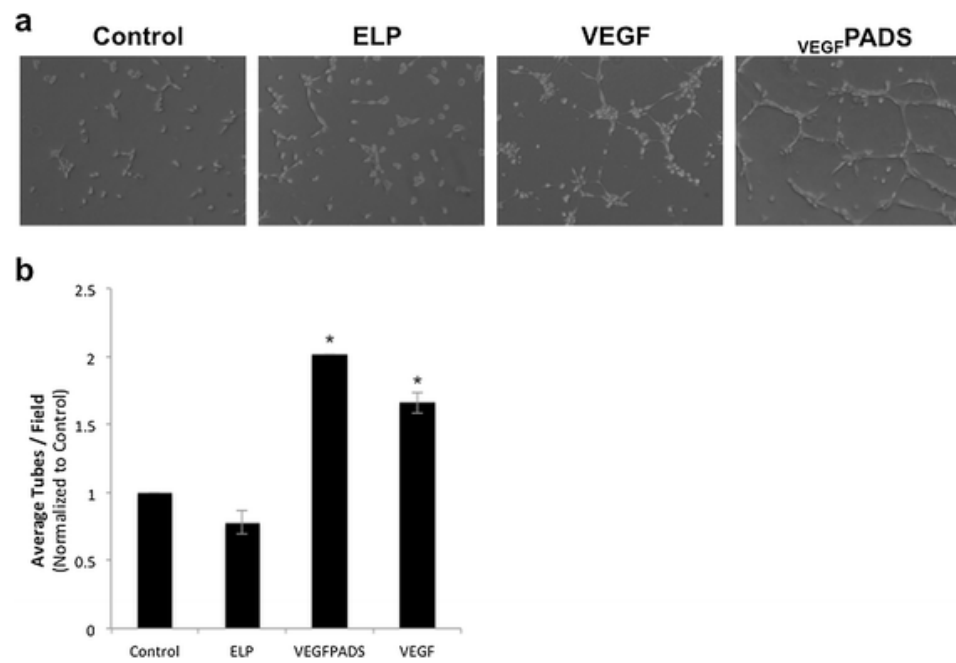 a
Control ELP VEGF VEGFPADS
b
2.5
2
1.5
1
0.5
0
Average Tubes / Field
(Normalized to Control)
*
*
Control ELP VEGFPADS VEGF